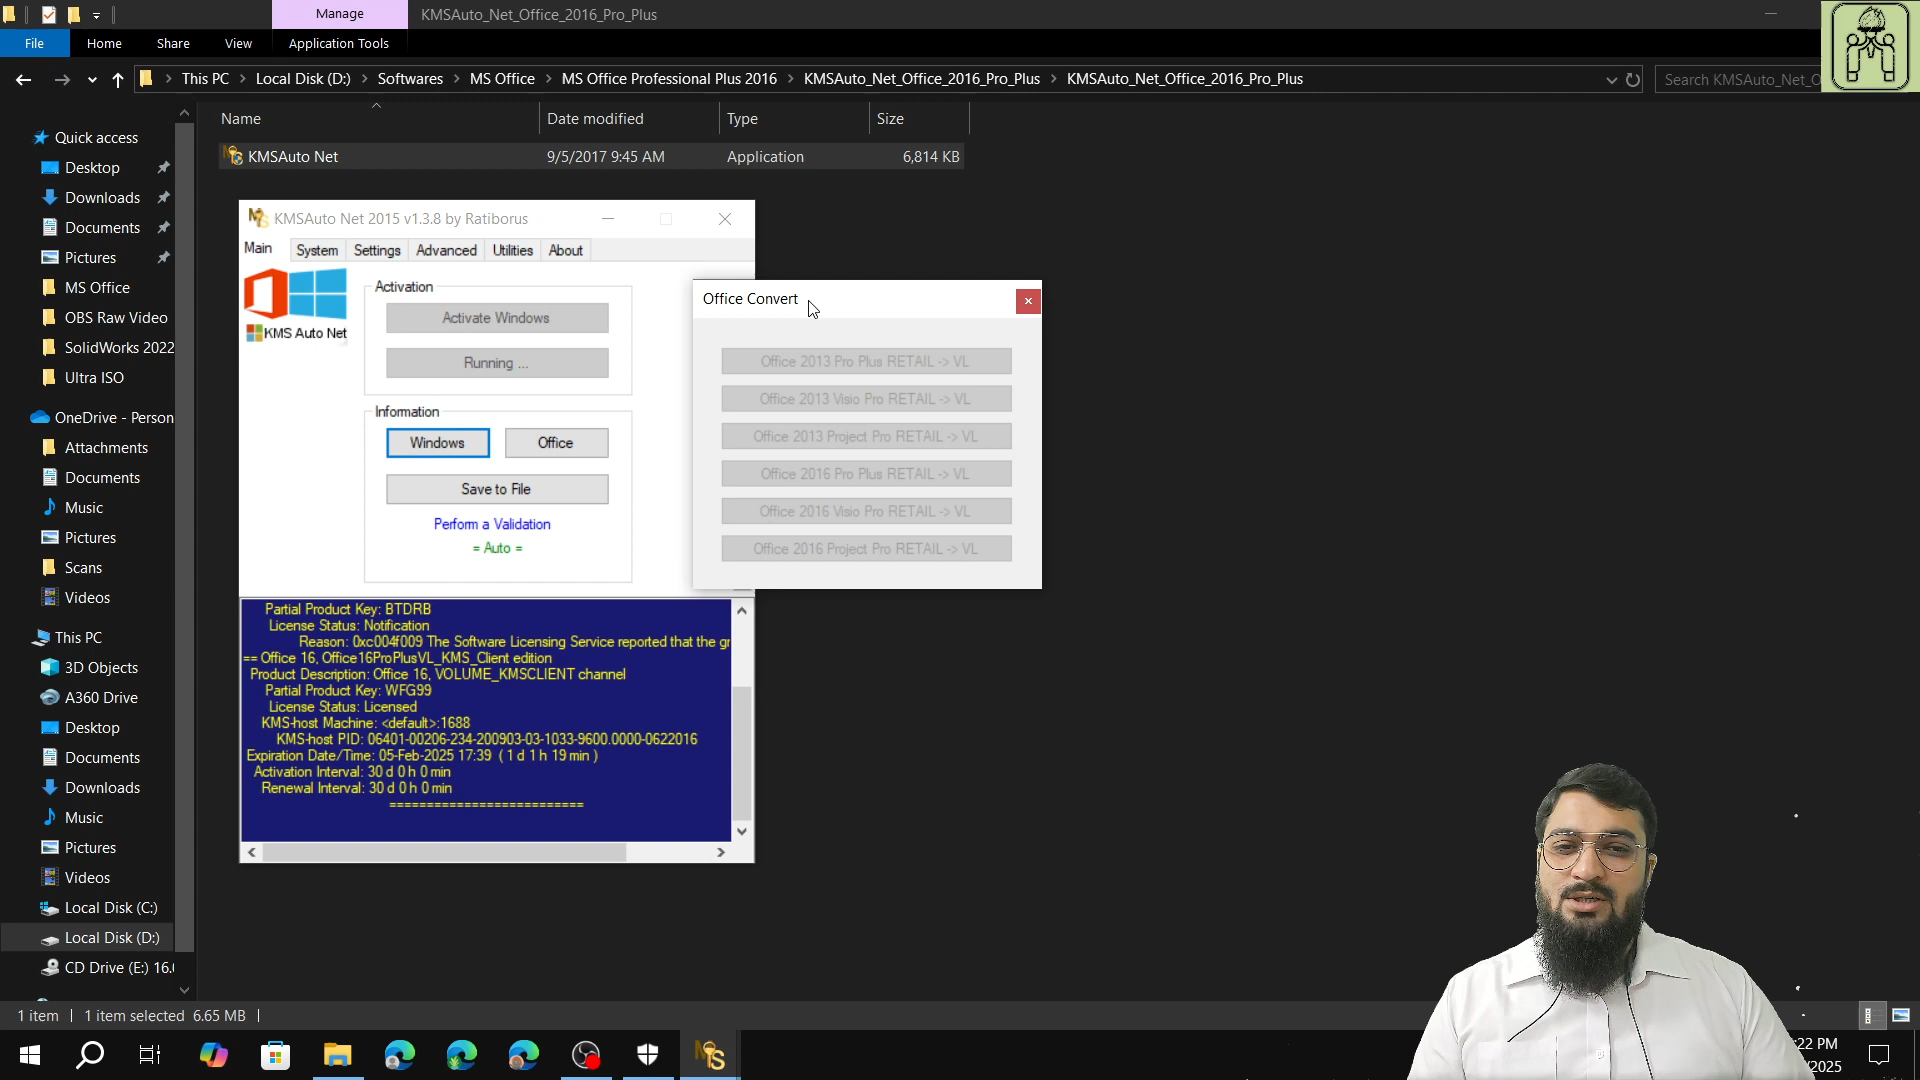 Manage
KMSAuto_Net_Office_2016_Pro_Plus
File
Home
Share
View
Application Tools
This PC
Local Disk (D:)
Softwares
MS Office
MS Office Professional Plus 2016
KMSAuto_Net_Office_2016_Pro_Plus
KMSAuto_Net_Office_2016_Pro_Plus
Search KMSAuto_Net_O
Name
Date modified
Type
Size
KMSAuto Net
9/5/2017 9:45 AM
Application
6,814 KB
Quick access
Desktop
Downloads
Documents
Pictures
MS Office
OBS Raw Video
SolidWorks 2022
Ultra ISO
OneDrive - Person
Attachments
Documents
Music
Pictures
Scans
Videos
This PC
3D Objects
A360 Drive
Desktop
Documents
Downloads
Music
Pictures
Videos
Local Disk (C:)
Local Disk (D:)
CD Drive (E:) 16.
KMSAuto Net 2015 v1.3.8 by Ratiborus
Main
System
Settings
Advanced
Utilities
About
KMS Auto Net
Activation
Activate Windows
Running ...
Information
Windows
Office
Save to File
Perform a Validation
= Auto =
Office Convert
Office 2013 Pro Plus RETAIL -> VL
Office 2013 Visio Pro RETAIL -> VL
Office 2013 Project Pro RETAIL -> VL
Office 2016 Pro Plus RETAIL -> VL
Office 2016 Visio Pro RETAIL -> VL
Office 2016 Project Pro RETAIL -> VL
Partial Product Key: BTDRB
License Status: Notification
Reason: 0xc004f009 The Software Licensing Service reported that the gr
== Office 16, Office16ProPlusVL_KMS_Client edition
Product Description: Office 16, VOLUME_KMSCLIENT channel
Partial Product Key: WFG99
License Status: Licensed
KMS-host Machine: <default>:1688
KMS-host PID: 06401-00206-234-200903-03-1033-9600.0000-0622016
Expiration Date/Time: 05-Feb-2025 17:39 ( 1 d 1 h 19 min )
Activation Interval: 30 d 0 h 0 min
Renewal Interval: 30 d 0 h 0 min
==========================
1 item
1 item selected 6.65 MB
:22 PM
/2025